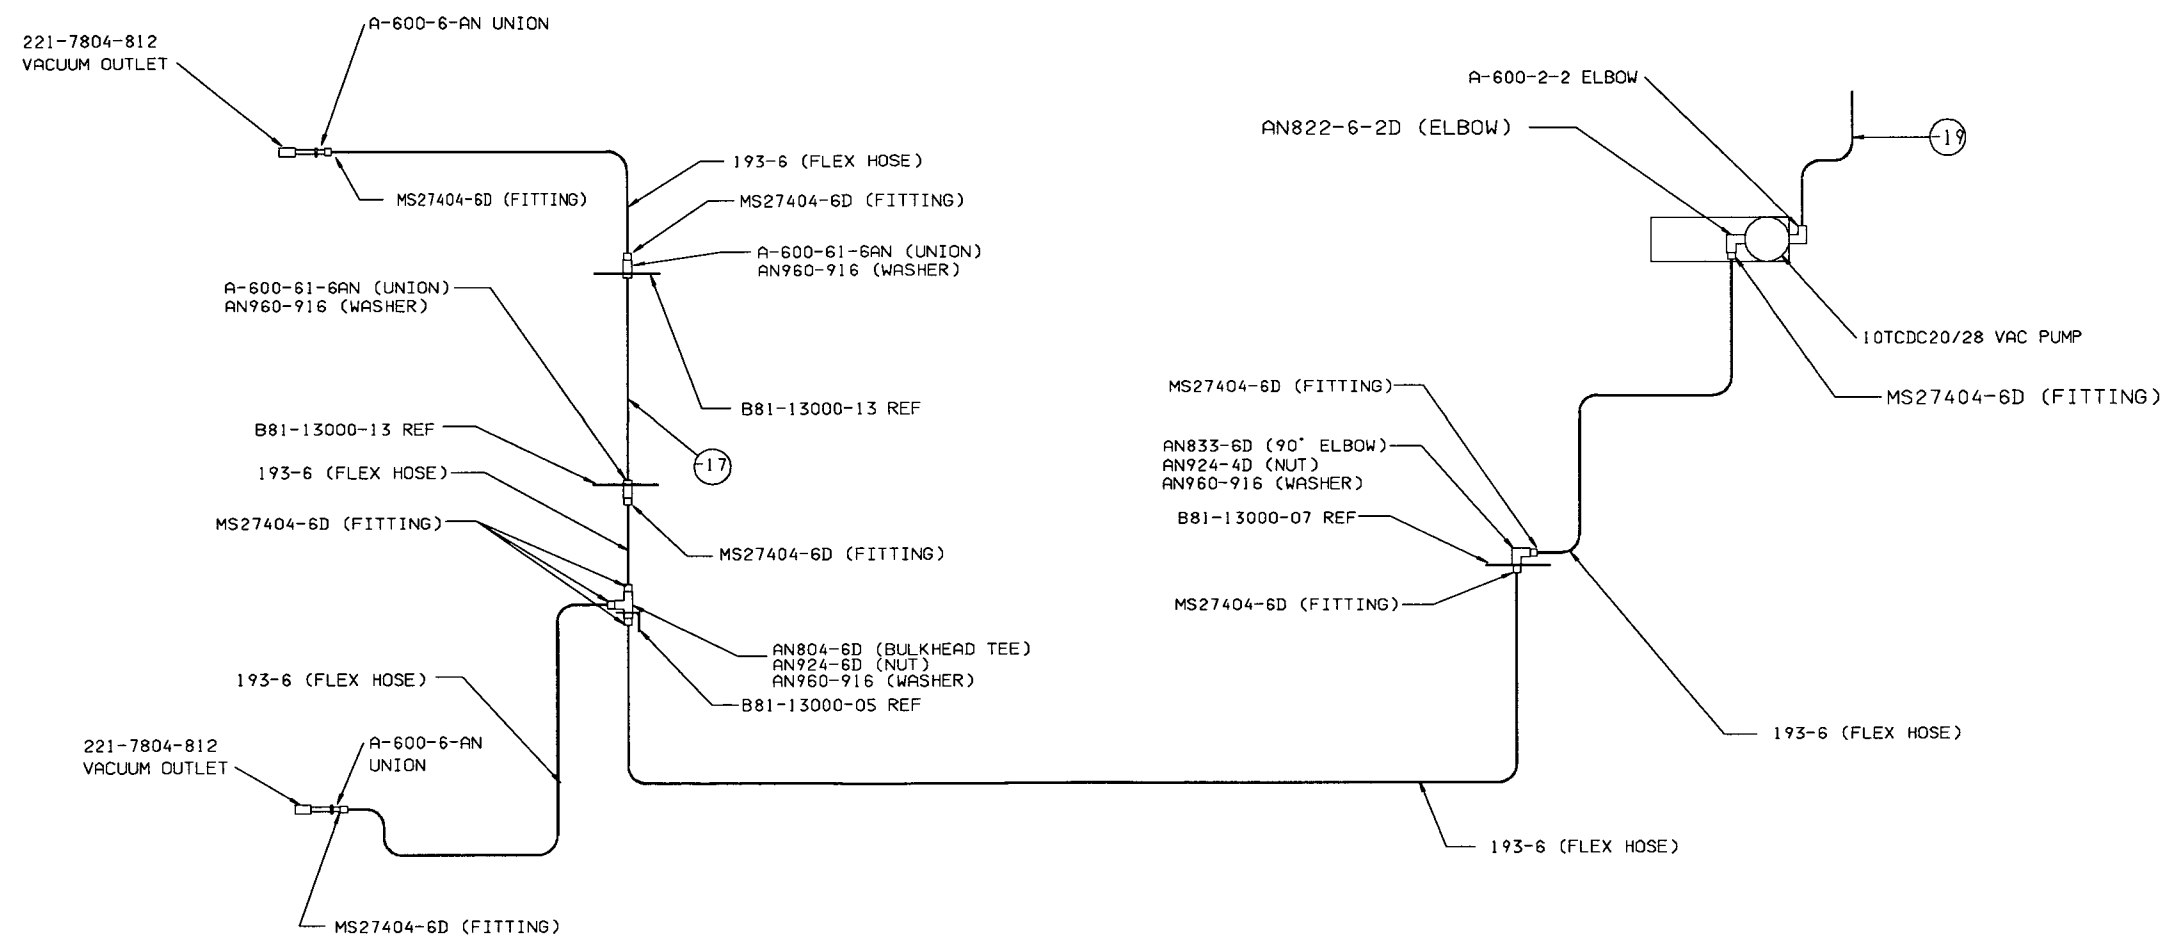 A-600-6-AN UNION
221-7804-812
VACUUM OUTLET
MS27404-6D (FITTING)
193-6 (FLEX HOSE)
MS27404-6D (FITTING)
A-600-61-6AN (UNION)
AN960-916 (WASHER)
A-600-61-6AN (UNION)
AN960-916 (WASHER)
B81-13000-13 REF
B81-13000-13 REF
-17
193-6 (FLEX HOSE)
MS27404-6D (FITTING)
MS27404-6D (FITTING)
AN804-6D (BULKHEAD TEE)
AN924-6D (NUT)
AN960-916 (WASHER)
B81-13000-05 REF
193-6 (FLEX HOSE)
221-7804-812
VACUUM OUTLET
A-600-6-AN
UNION
MS27404-6D (FITTING)
A-600-2-2 ELBOW
AN822-6-2D (ELBOW)
-19
10TCDC20/28 VAC PUMP
MS27404-6D (FITTING)
MS27404-6D (FITTING)
AN833-6D (90° ELBOW)
AN924-4D (NUT)
AN960-916 (WASHER)
B81-13000-07 REF
MS27404-6D (FITTING)
193-6 (FLEX HOSE)
193-6 (FLEX HOSE)